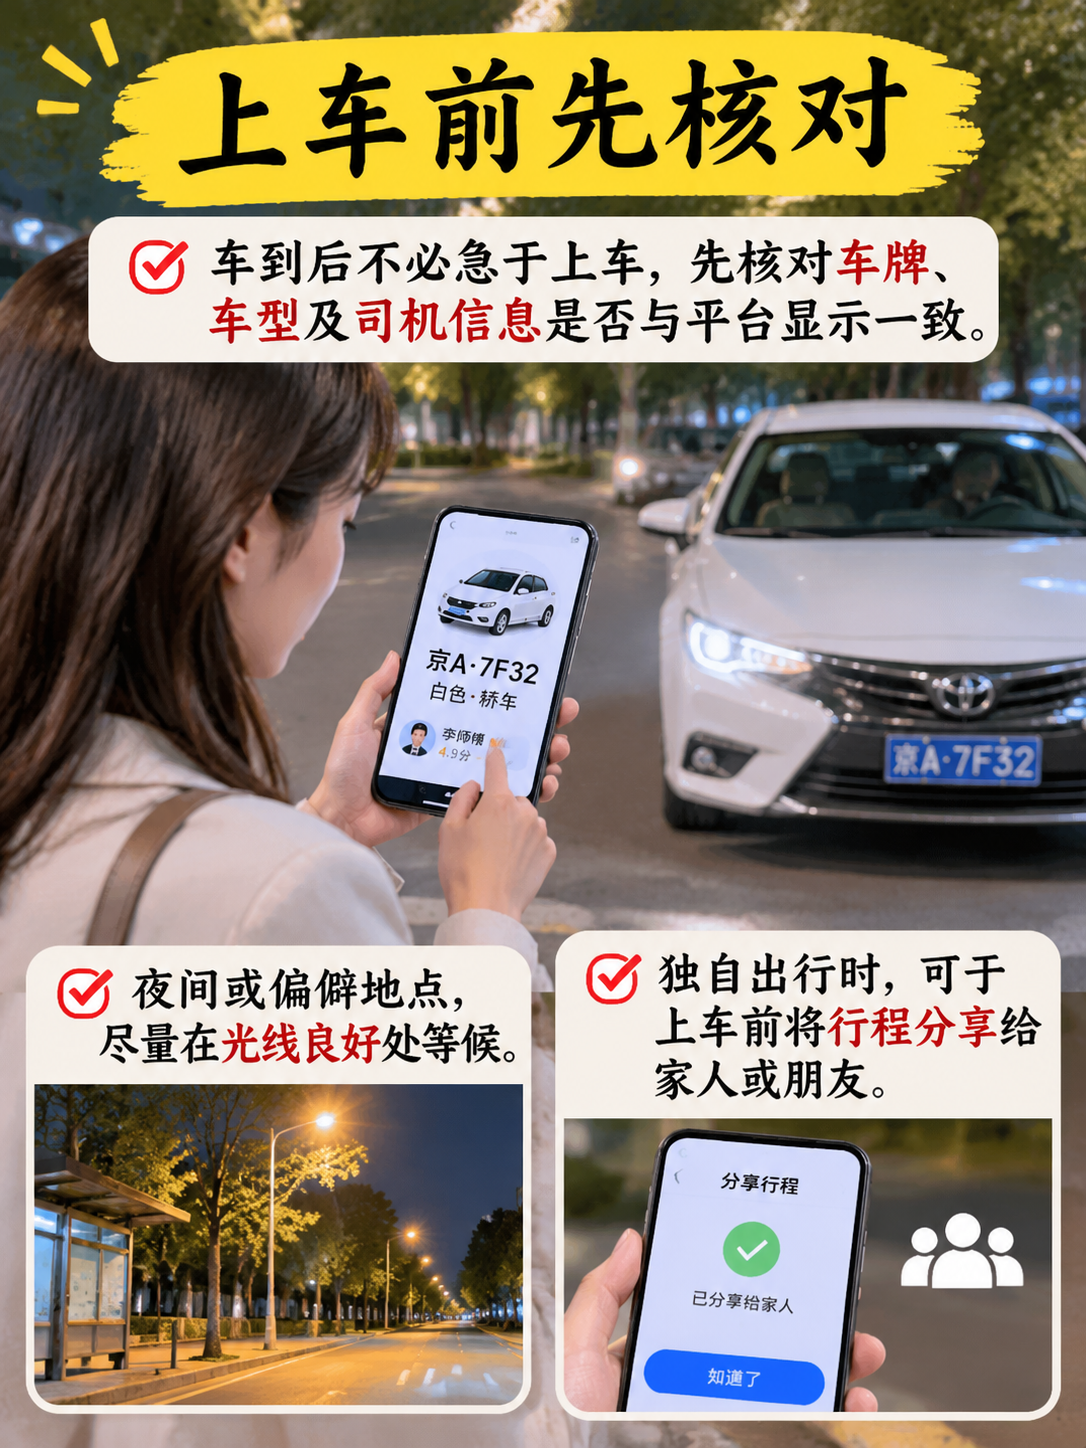 上车前先核对
车到后不必急于上车，先核对车牌、
车型及司机信息是否与平台显示一致。
京A·7F32
白色·轿车
4.9分
京A·7F32
夜间或偏僻地点，
尽量在光线良好处等候。
独自出行时，可于
上车前将行程分享给
家人或朋友。
分享行程
已分享给家人
知道了